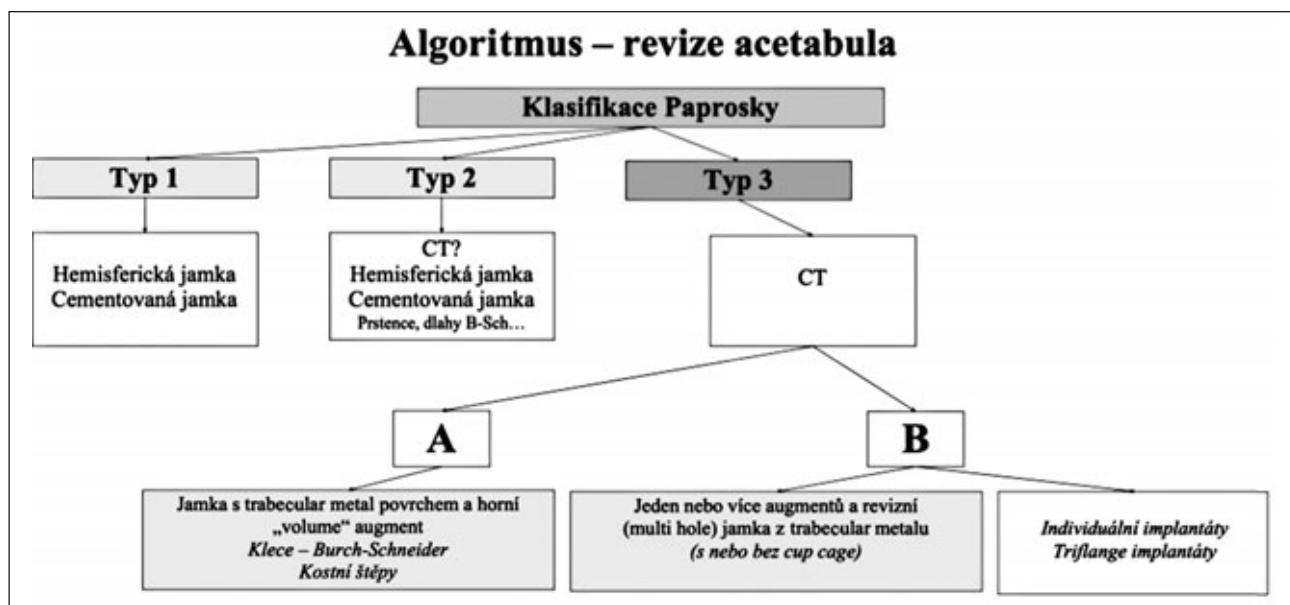 Algoritmus – revize acetabula
Klasifikace Paprosky
Typ 1
Typ 2
Typ 3
Hemisferická jamka
Cementovaná jamka
CT?
Hemisferická jamka
Cementovaná jamka
Prstence, dlahy B-Sch…
CT
A
B
Jamka s trabecular metal povrchem a horní
„volume“ augment
Klece – Burch-Schneider
Kostní štěpy
Jeden nebo více augmentů a revizní
(multi hole) jamka z trabecular metalu
(s nebo bez cup cage)
Individuální implantáty
Triflange implantáty